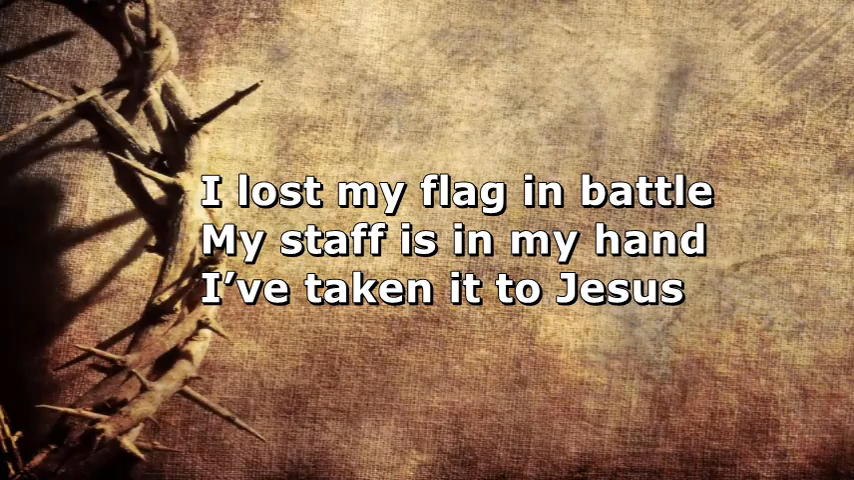 I lost my flag in battle
My staff is in my hand
I’ve taken it to Jesus